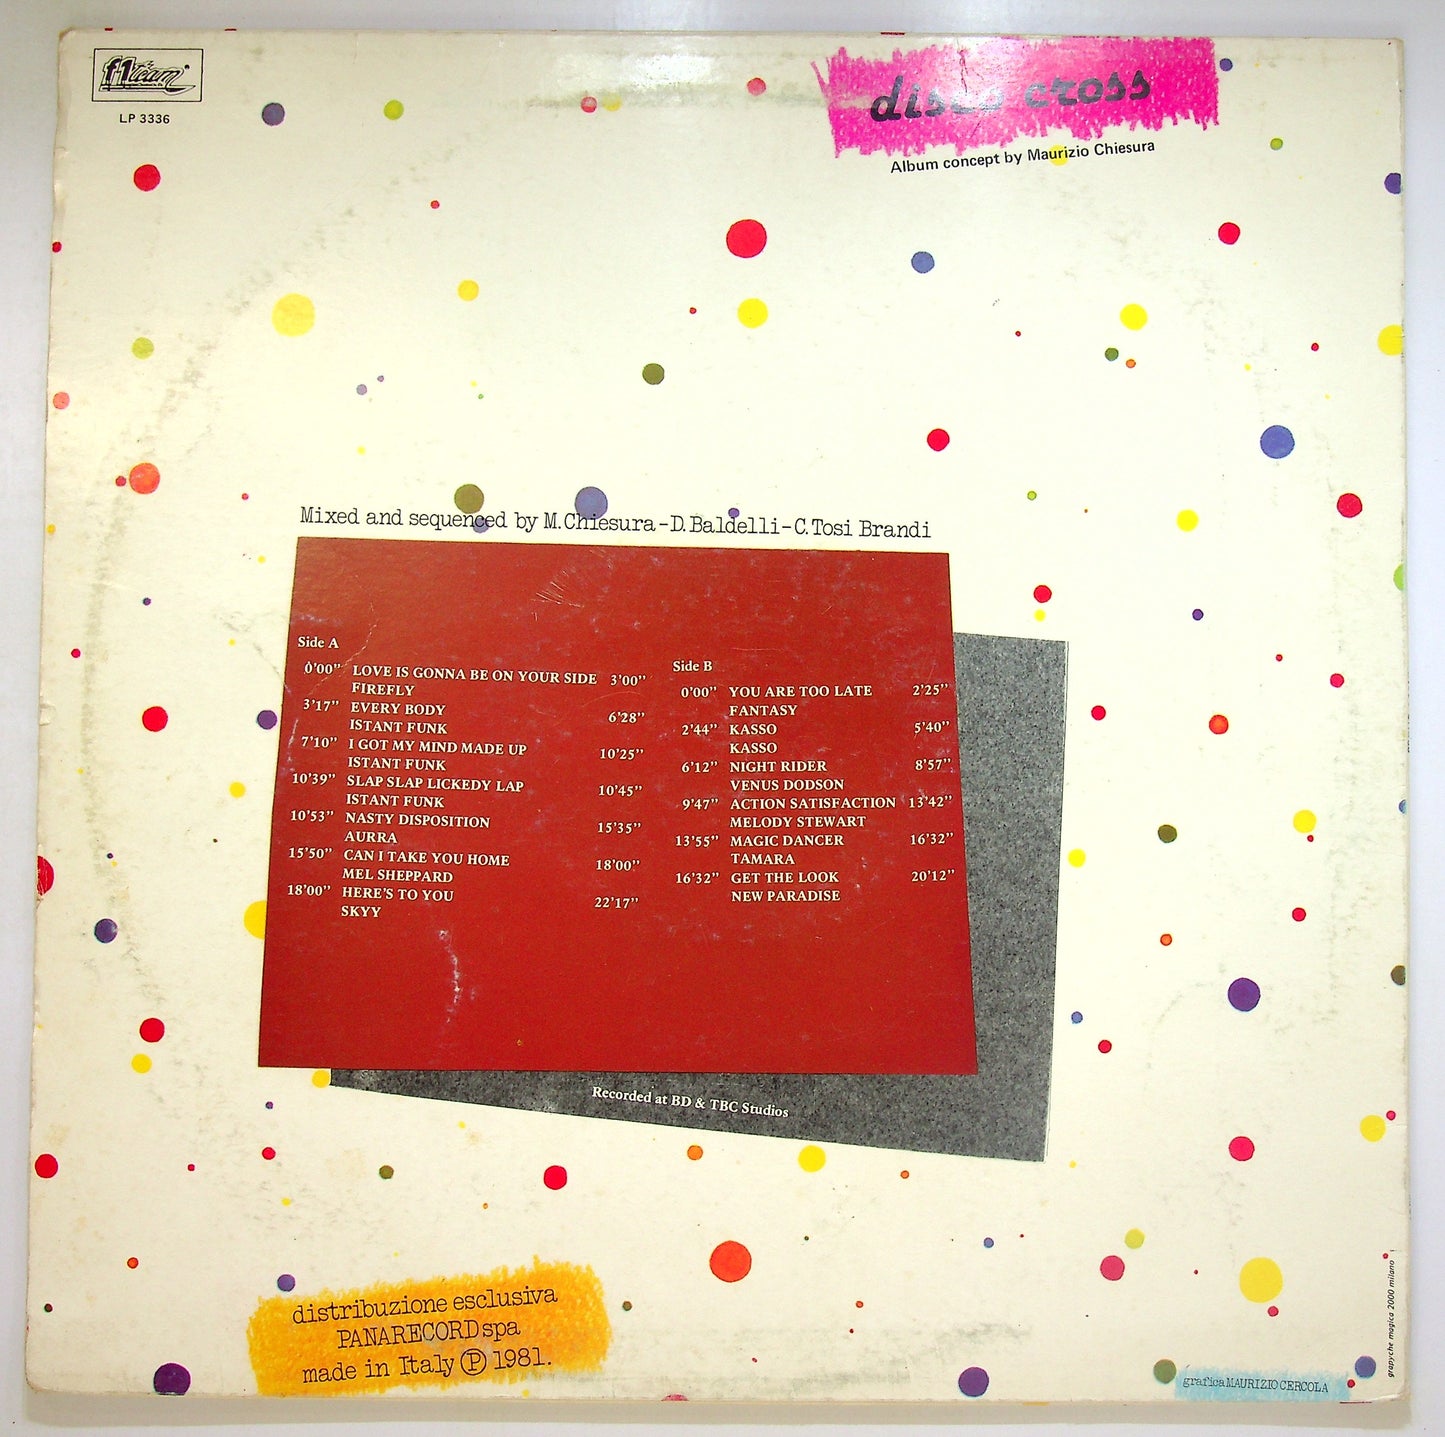 f1 team
LP 3336
disco cross
Album concept by Maurizio Chiesura
Mixed and sequenced by M.Chiesura-D.Baldelli-C.Tosi Brandi
Side A
0'00" LOVE IS GONNA BE ON YOUR SIDE 3'00"
FIREFLY
3'17" EVERY BODY 6'28"
ISTANT FUNK
7'10" I GOT MY MIND MADE UP 10'25"
ISTANT FUNK
10'39" SLAP SLAP LICKEDY LAP 10'45"
ISTANT FUNK
10'53" NASTY DISPOSITION 15'35"
AURRA
15'50" CAN I TAKE YOU HOME 18'00"
MEL SHEPPARD
18'00" HERE'S TO YOU 22'17"
SKYY
Side B
0'00" YOU ARE TOO LATE 2'25"
FANTASY
2'44" KASSO 5'40"
KASSO
6'12" NIGHT RIDER 8'57"
VENUS DODSON
9'47" ACTION SATISFACTION 13'42"
MELODY STEWART
13'55" MAGIC DANCER 16'32"
TAMARA
16'32" GET THE LOOK 20'12"
NEW PARADISE
Recorded at BD & TBC Studios
distribuzione esclusiva
PANARECORD spa
made in Italy Ⓟ 1981.
grafica MAURIZIO CERCOLA
grapyche magica 2000 milano